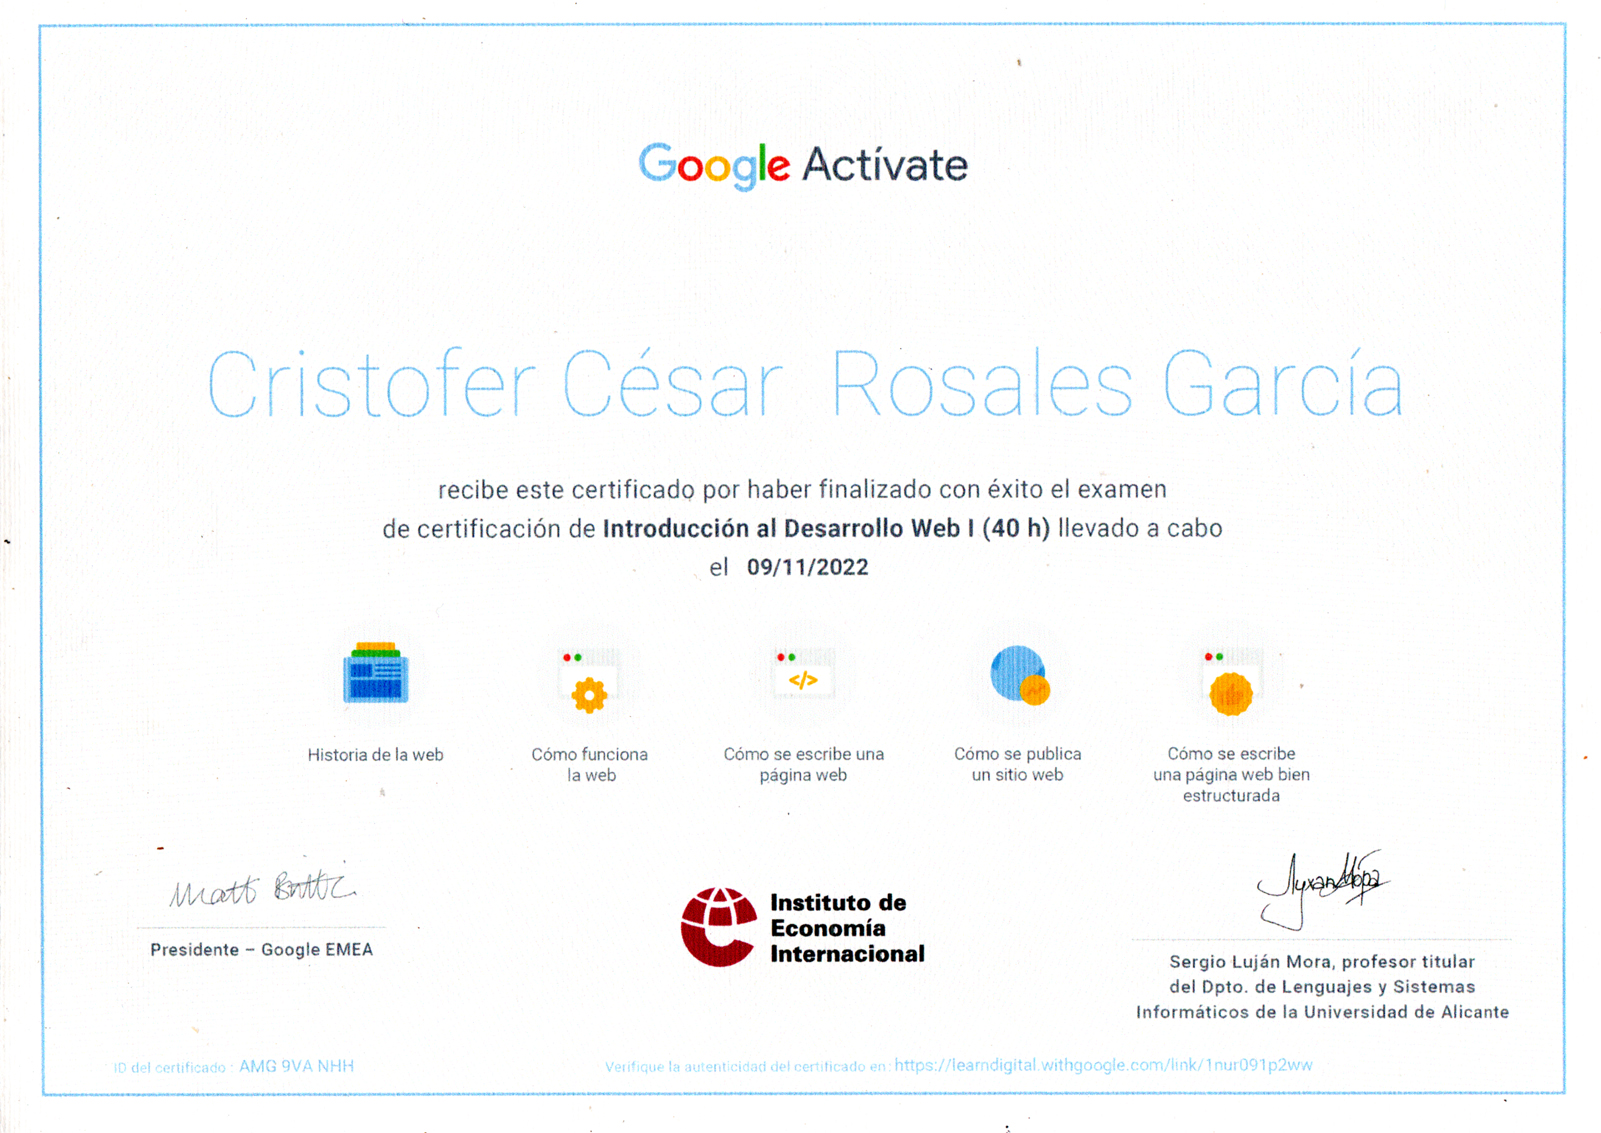 Google Actívate
Cristofer César Rosales García
recibe este certificado por haber finalizado con éxito el examen
de certificación de Introducción al Desarrollo Web I (40 h) llevado a cabo
el 09/11/2022
</>
Historia de la web
Cómo funciona
la web
Cómo se escribe una
página web
Cómo se publica
un sitio web
Cómo se escribe
una página web bien
estructurada
Matt
Presidente – Google EMEA
Instituto de
Economía
Internacional
Sergio Luján Mora, profesor titular
del Dpto. de Lenguajes y Sistemas
Informáticos de la Universidad de Alicante
ID del certificado : AMG 9VA NHH
Verifique la autenticidad del certificado en: https://learndigital.withgoogle.com/link/1nur091p2ww